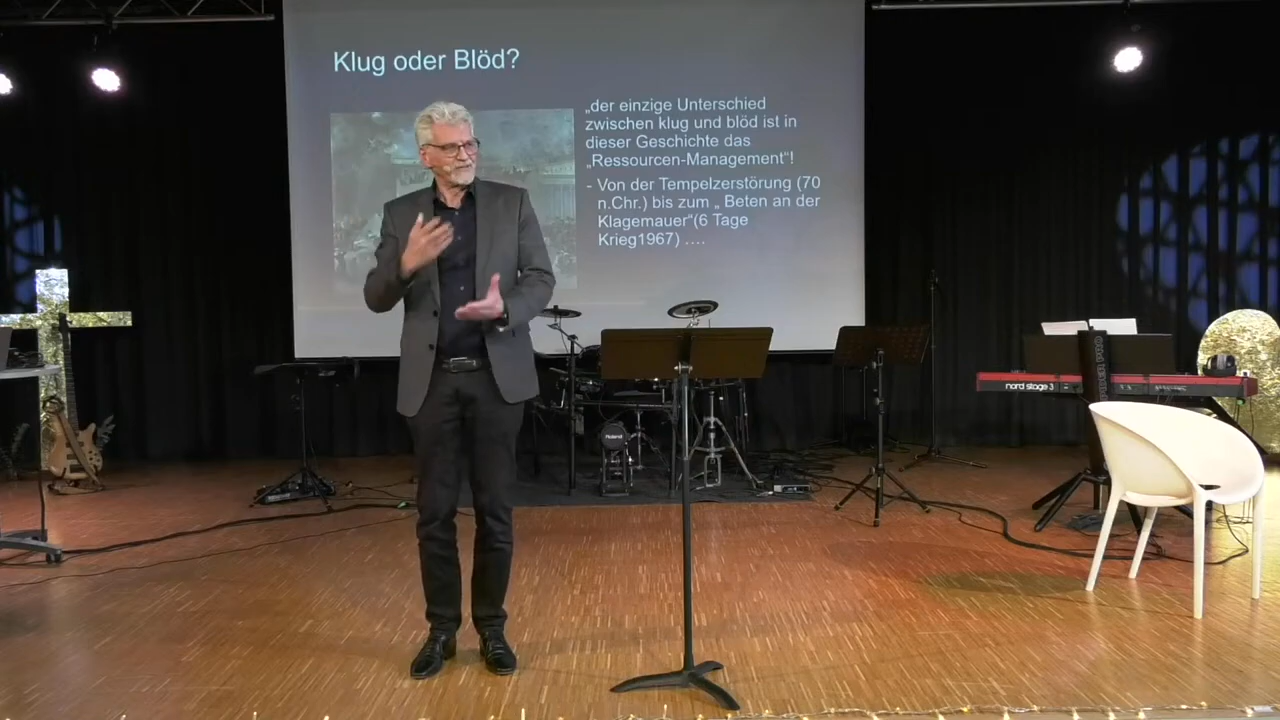 Klug oder Blöd?
„der einzige Unterschied
zwischen klug und blöd ist in
dieser Geschichte das
„Ressourcen-Management“!
- Von der Tempelzerstörung (70
n.Chr.) bis zum „ Beten an der
Klagemauer“(6 Tage
Krieg1967) ....
nord stage 3
Roland